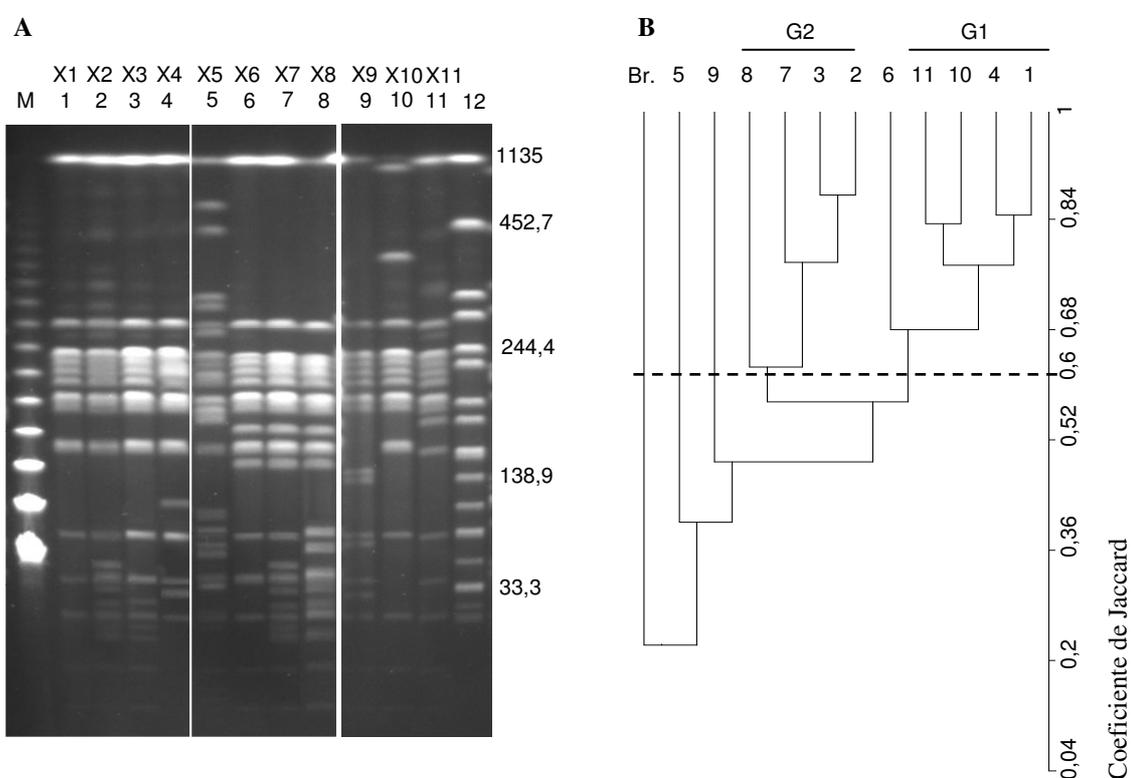 A
X1 X2 X3 X4 X5 X6 X7 X8 X9 X10 X11
M 1 2 3 4 5 6 7 8 9 10 11 12
1135
452,7
244,4
138,9
33,3
B
G2 G1
Br. 5 9 8 7 3 2 6 11 10 4 1
1
0,84
0,68
0,6
0,52
0,36
0,2
0,04
Coeficiente de Jaccard